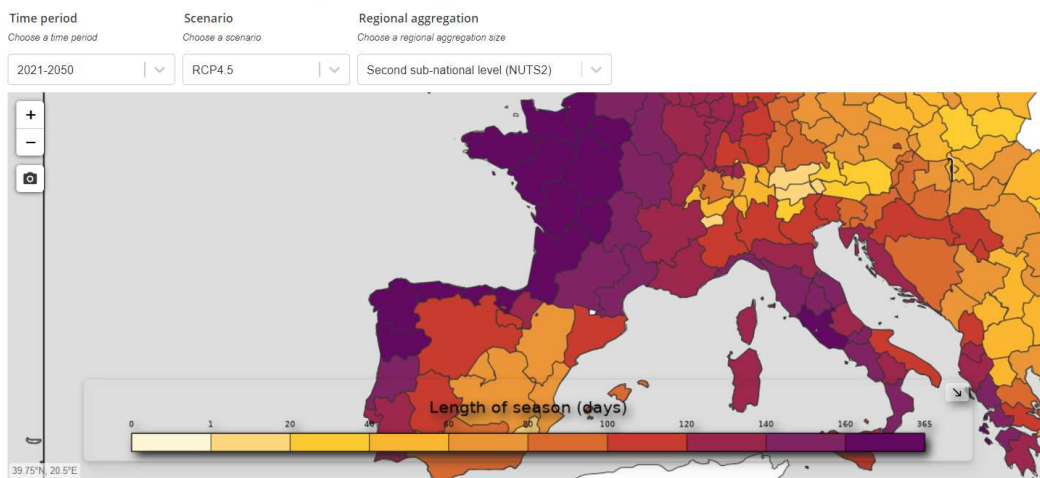 Time period Scenario Regional aggregation
Choose a time period Choose a scenario Choose a regional aggregation size
2021-2050 RCP4.5 Second sub-national level (NUTS2)
+
−
Length of season (days)
0 1 20 40 60 80 100 120 140 160 365
39.75°N, 20.5°E